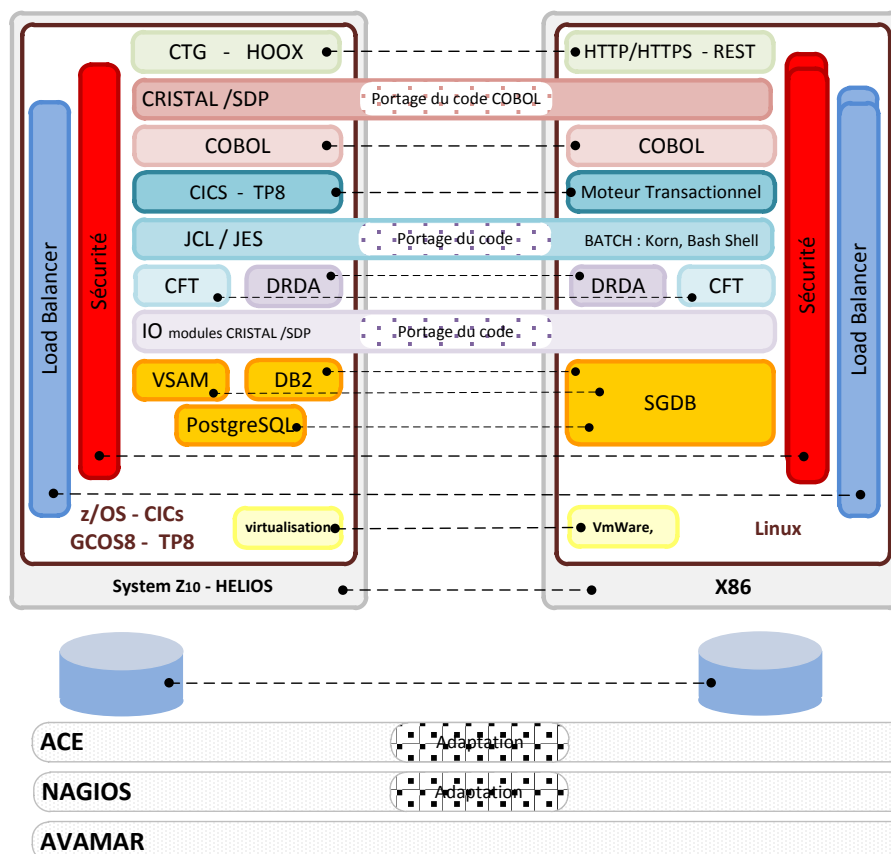 CTG - HOOX
HTTP/HTTPS - REST
CRISTAL /SDP
Portage du code COBOL
COBOL
COBOL
CICS - TP8
Moteur Transactionnel
JCL / JES
Portage du code
BATCH : Korn, Bash Shell
CFT
DRDA
DRDA
CFT
IO modules CRISTAL /SDP
Portage du code
VSAM
DB2
PostgreSQL
SGDB
Load Balancer
Sécurité
Sécurité
Load Balancer
z/OS - CICs
GCOS8 - TP8
virtualisation
VmWare,
Linux
System Z10 - HELIOS
X86
ACE
Adaptation
NAGIOS
Adaptation
AVAMAR